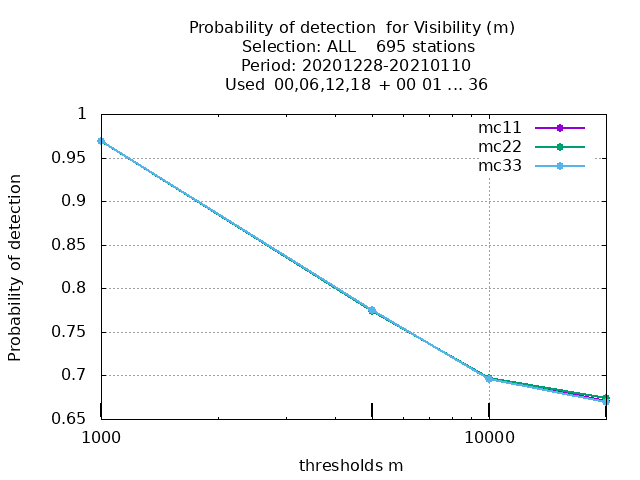 Probability of detection  for Visibility (m)
Selection: ALL    695 stations
Period: 20201228-20210110
Used  00,06,12,18  + 00 01 ... 36
mc11
mc22
mc33
1
0.95
0.9
0.85
0.8
0.75
0.7
0.65
Probability of detection
1000
10000
thresholds m